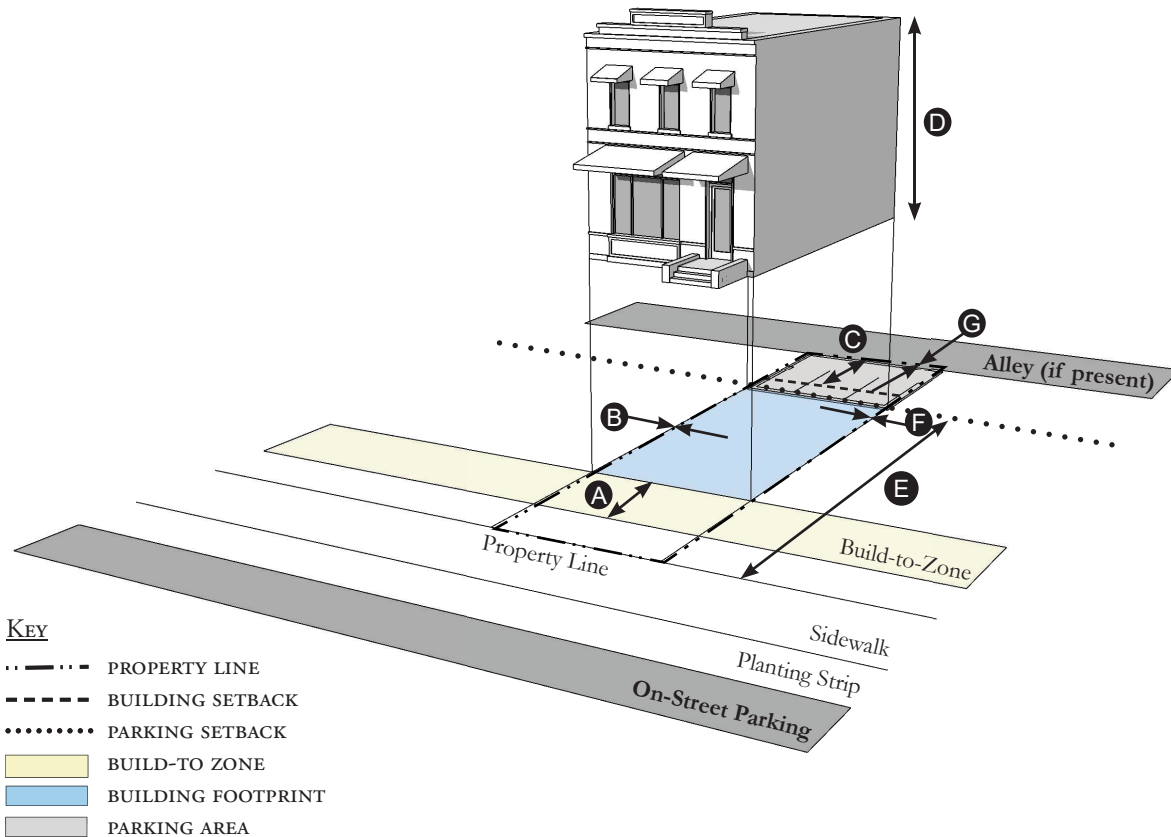 D
G
C
Alley (if present)
B
F
E
A
Build-to-Zone
Property Line
Sidewalk
Planting Strip
On-Street Parking
KEY
PROPERTY LINE
BUILDING SETBACK
PARKING SETBACK
BUILD-TO ZONE
BUILDING FOOTPRINT
PARKING AREA